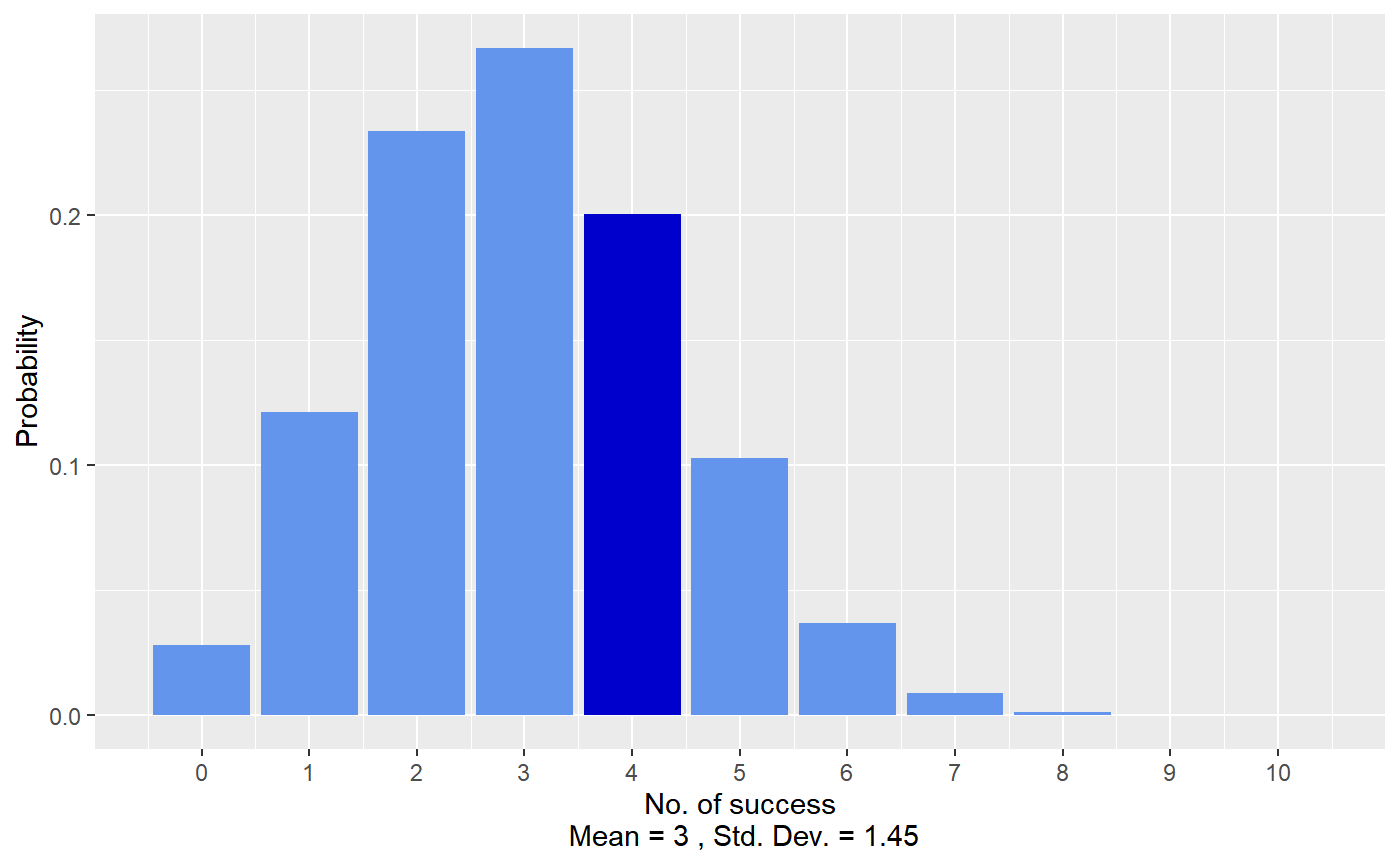 Probability
0.2
0.1
0.0
0 1 2 3 4 5 6 7 8 9 10
No. of success
Mean = 3 , Std. Dev. = 1.45